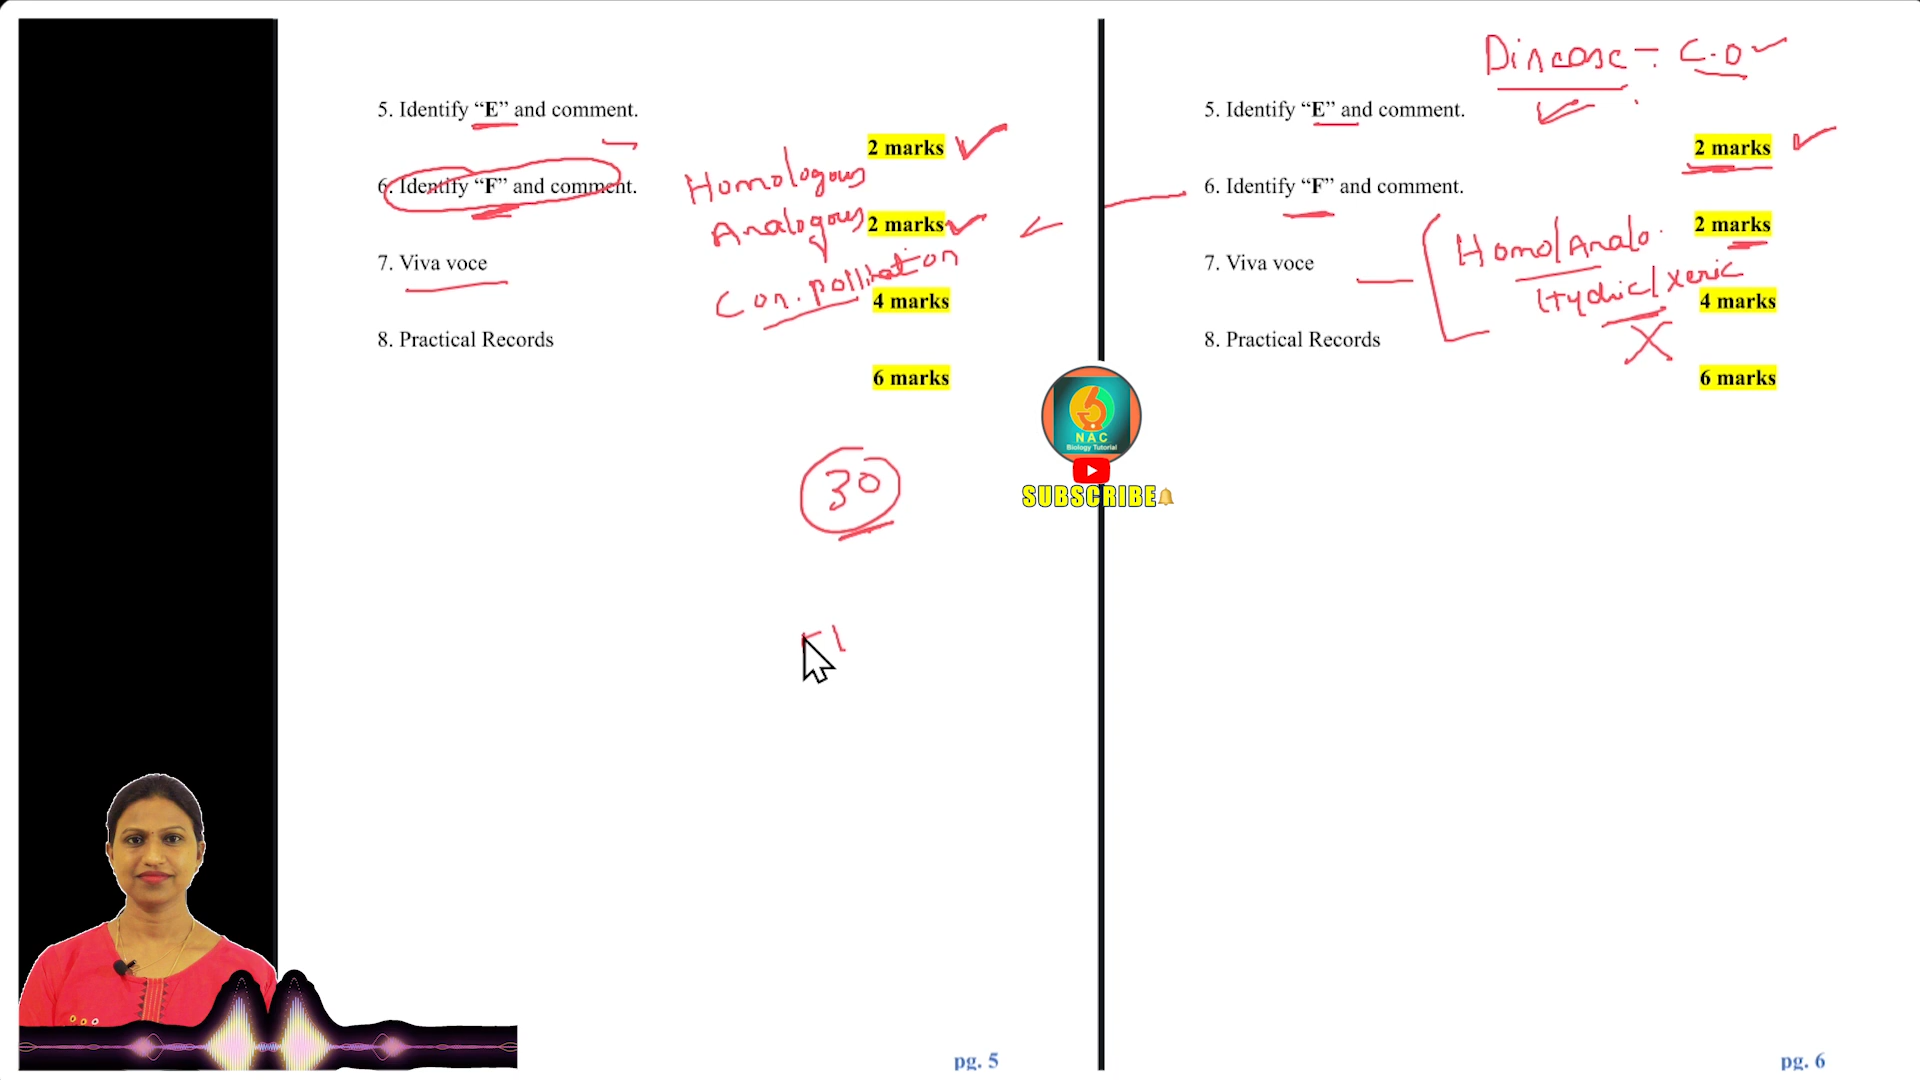 5. Identify “E” and comment.
2 marks
6. Identify “F” and comment.
Homologous
Analogous
2 marks
7. Viva voce
Con. pollination
4 marks
8. Practical Records
6 marks
30
pg. 5
Disease - C.O
5. Identify “E” and comment.
2 marks
6. Identify “F” and comment.
2 marks
Homo/Analo.
7. Viva voce
Hydric/Xeric
4 marks
8. Practical Records
X
6 marks
NAC
Biology Tutorial
SUBSCRIBE
pg. 6